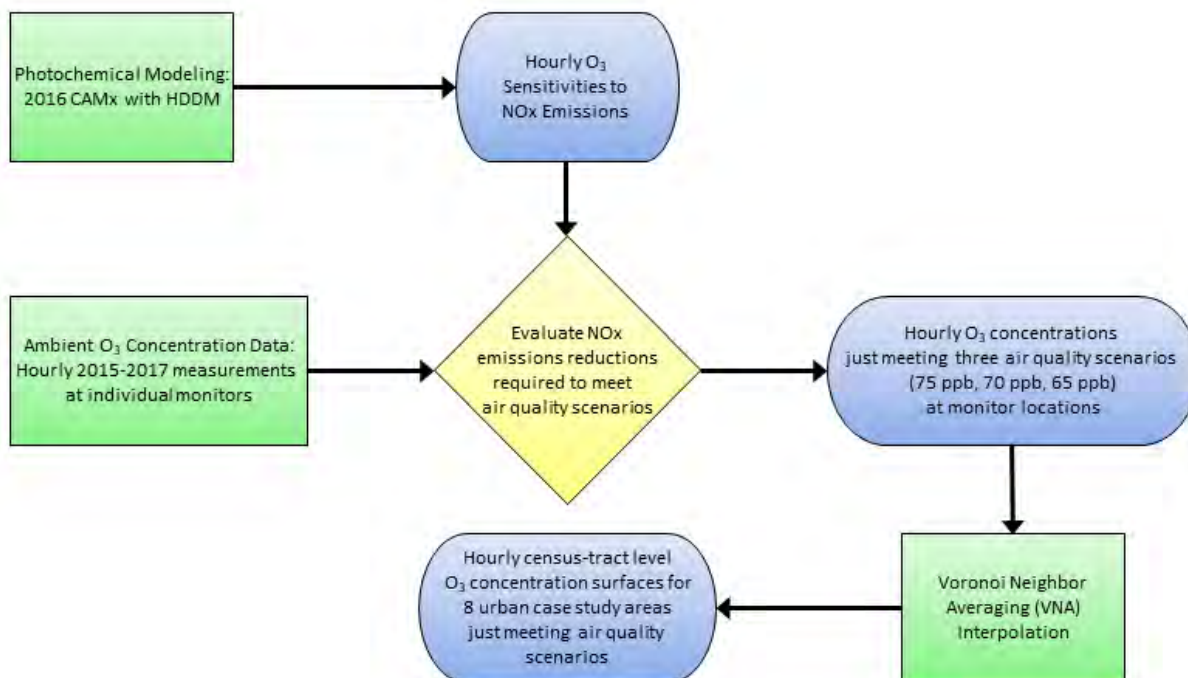 Photochemical Modeling:
2016 CAMx with HDDM
Hourly O₃
Sensitivities to
NOx Emissions
Ambient O₃ Concentration Data:
Hourly 2015-2017 measurements
at individual monitors
Evaluate NOx
emissions reductions
required to meet
air quality scenarios
Hourly O₃ concentrations
just meeting three air quality scenarios
(75 ppb, 70 ppb, 65 ppb)
at monitor locations
Voronoi Neighbor
Averaging (VNA)
Interpolation
Hourly census-tract level
O₃ concentration surfaces for
8 urban case study areas
just meeting air quality
scenarios